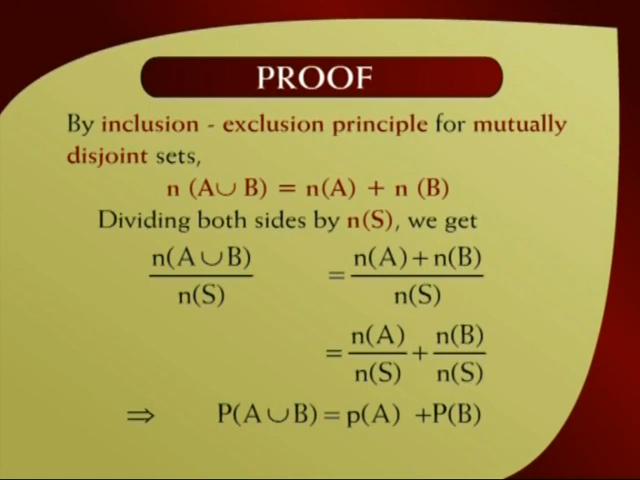 PROOF
By inclusion - exclusion principle for mutually
disjoint sets,
n (A∪ B) = n(A) + n (B)
Dividing both sides by n(S), we get
n(A∪B)/n(S) = n(A)+n(B)/n(S)
= n(A)/n(S) + n(B)/n(S)
⇒ P(A∪B)=p(A) +P(B)